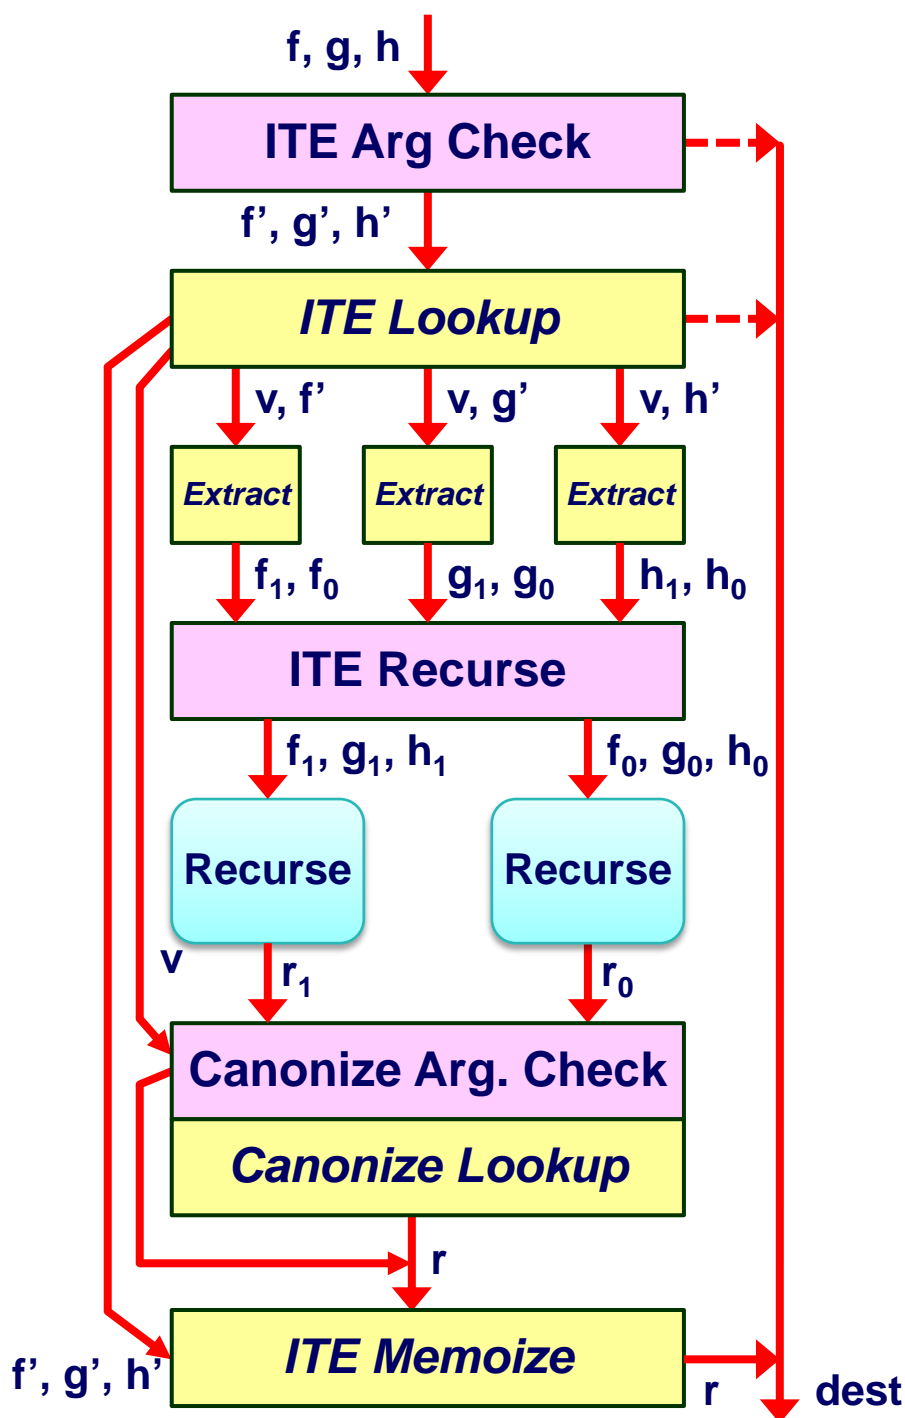 f, g, h
ITE Arg Check
f’, g’, h’
ITE Lookup
v, f’
v, g’
v, h’
Extract
Extract
Extract
f₁, f₀
g₁, g₀
h₁, h₀
ITE Recurse
f₁, g₁, h₁
f₀, g₀, h₀
Recurse
Recurse
v
r₁
r₀
Canonize Arg. Check
Canonize Lookup
r
ITE Memoize
f’, g’, h’
r
dest